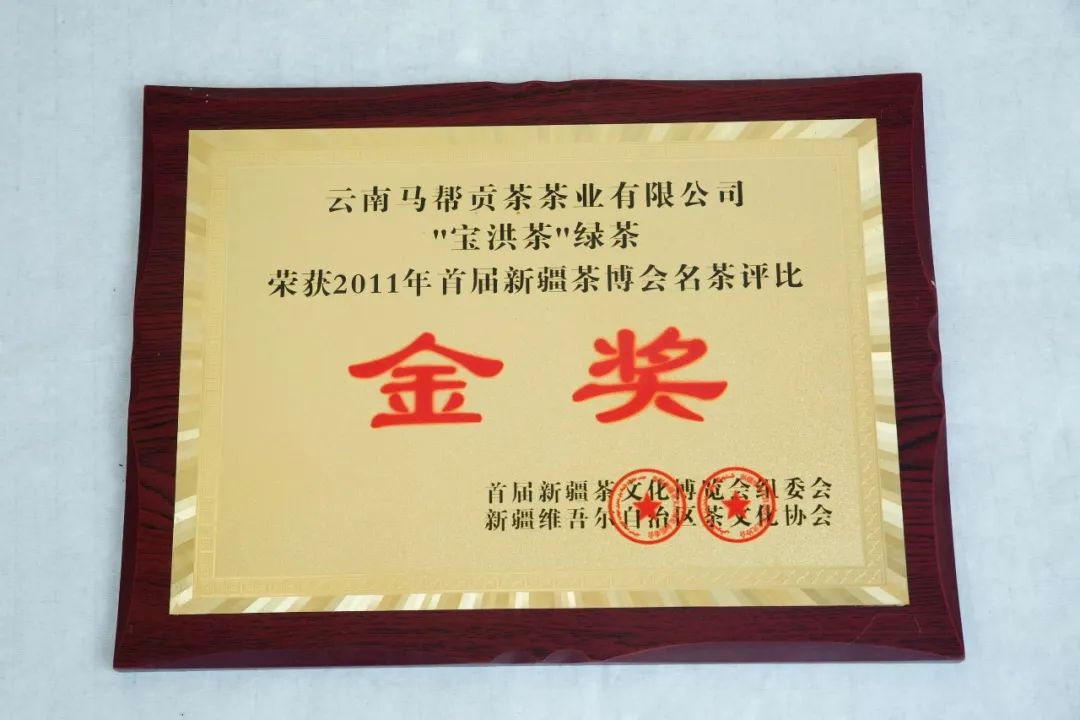 云南马帮贡茶茶业有限公司
"宝洪茶"绿茶
荣获2011年首届新疆茶博会名茶评比
金奖
首届新疆茶文化博览会组委会
新疆维吾尔自治区茶文化协会